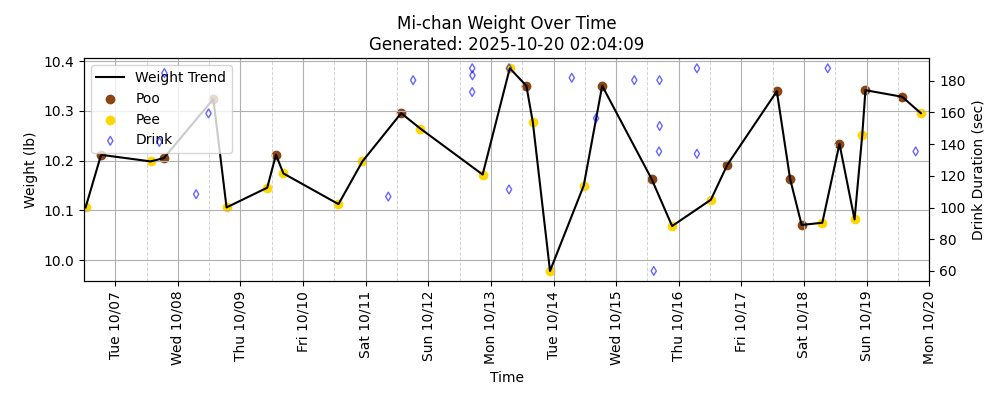 Mi-chan Weight Over Time
Generated: 2025-10-20 02:04:09
Weight Trend
Poo
Pee
Drink
Weight (lb)
10.4
10.3
10.2
10.1
10.0
Drink Duration (sec)
180
160
140
120
100
80
60
Tue 10/07
Wed 10/08
Thu 10/09
Fri 10/10
Sat 10/11
Sun 10/12
Mon 10/13
Tue 10/14
Wed 10/15
Thu 10/16
Fri 10/17
Sat 10/18
Sun 10/19
Mon 10/20
Time